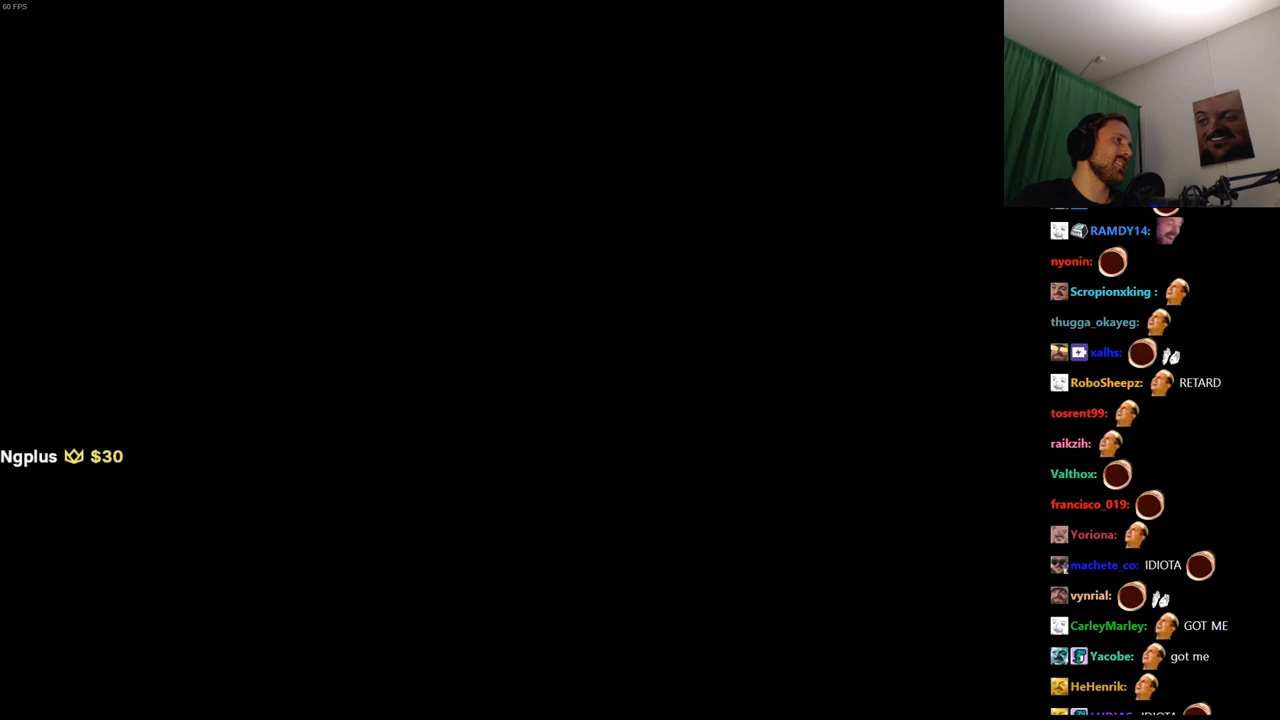 60 FPS
RAMDY14:
nyonin:
Scropionxking :
thugga_okayeg:
xalhs:
RoboSheepz: RETARD
tosrent99:
raikzih:
Valthox:
Ngplus $30
francisco_019:
Yoriona:
machete_co: IDIOTA
vynrial:
CarleyMarley: GOT ME
Yacobe: got me
HeHenrik:
IDIOTA